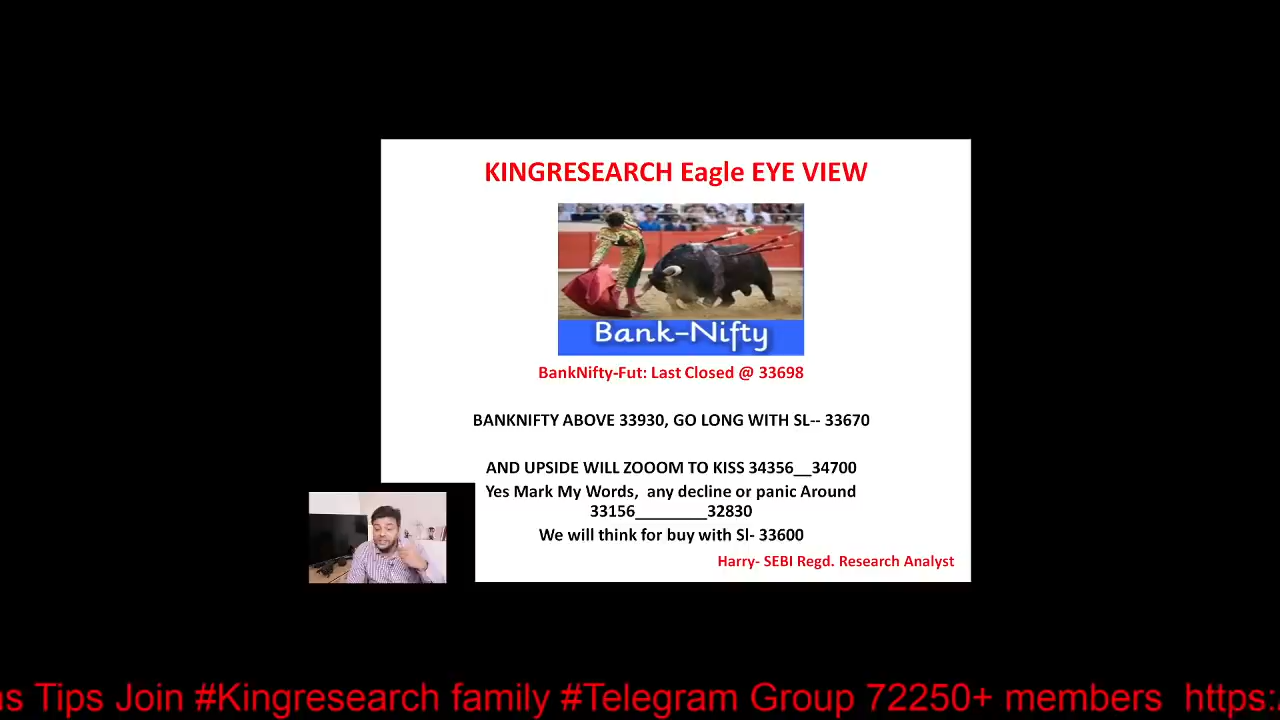 KINGRESEARCH Eagle EYE VIEW
Bank-Nifty
BankNifty-Fut: Last Closed @ 33698
BANKNIFTY ABOVE 33930, GO LONG WITH SL-- 33670
AND UPSIDE WILL ZOOOM TO KISS 34356__34700
Yes Mark My Words, any decline or panic Around
33156________32830
We will think for buy with Sl- 33600
Harry- SEBI Regd. Research Analyst
Tips Join #Kingresearch family #Telegram Group 72250+ members https: